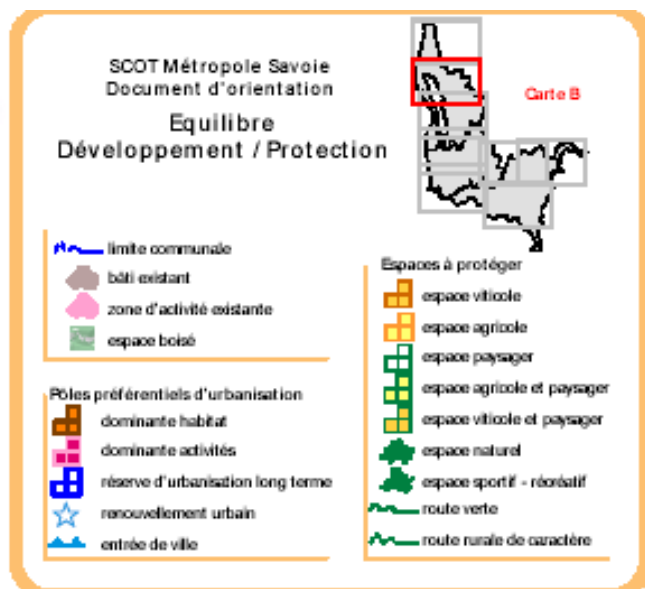 SCOT Métropole Savoie
Document d'orientation
Equilibre
Développement / Protection
Carte B
limite communale
bâti existant
zone d'activité existante
espace boisé
Pôles préférentiels d'urbanisation
dominante habitat
dominante activités
réserve d'urbanisation long terme
renouvellement urbain
entrée de ville
Espaces à protéger
espace viticole
espace agricole
espace paysager
espace agricole et paysager
espace viticole et paysager
espace naturel
espace sportif - récréatif
route verte
route rurale de caractère